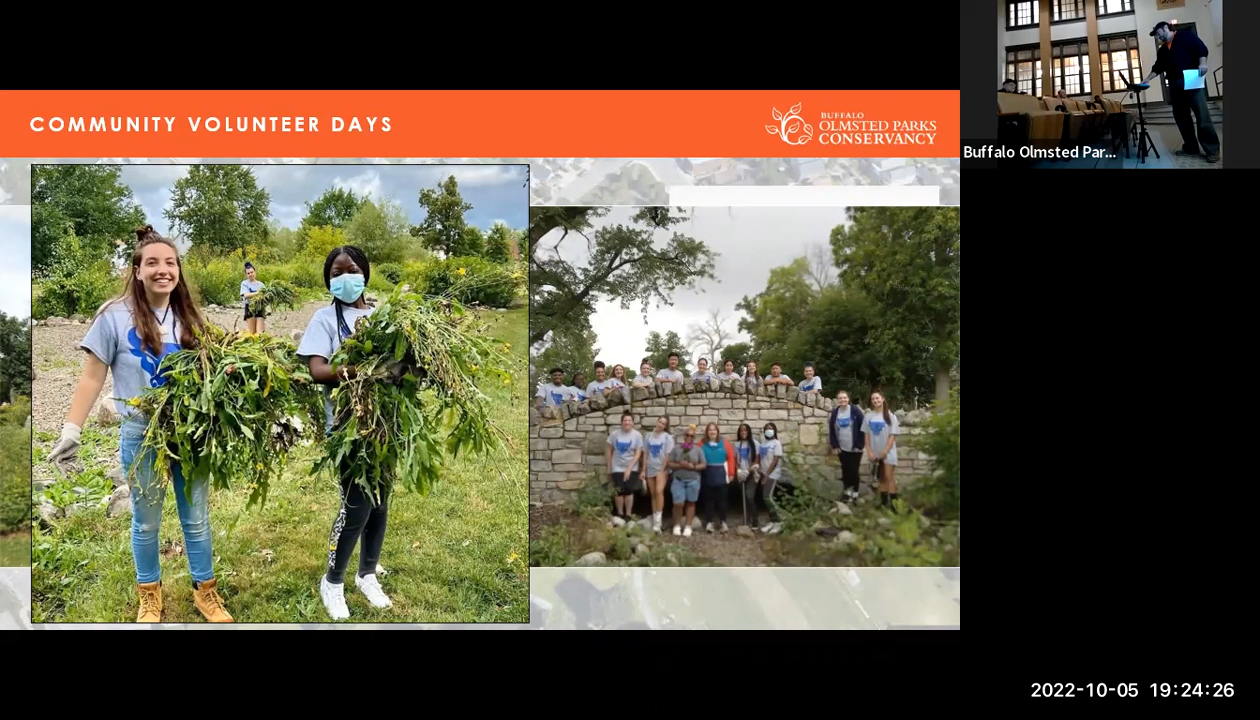 COMMUNITY VOLUNTEER DAYS
BUFFALO
OLMSTED PARKS
CONSERVANCY
Buffalo Olmsted Par...
2022-10-05 19:24:26